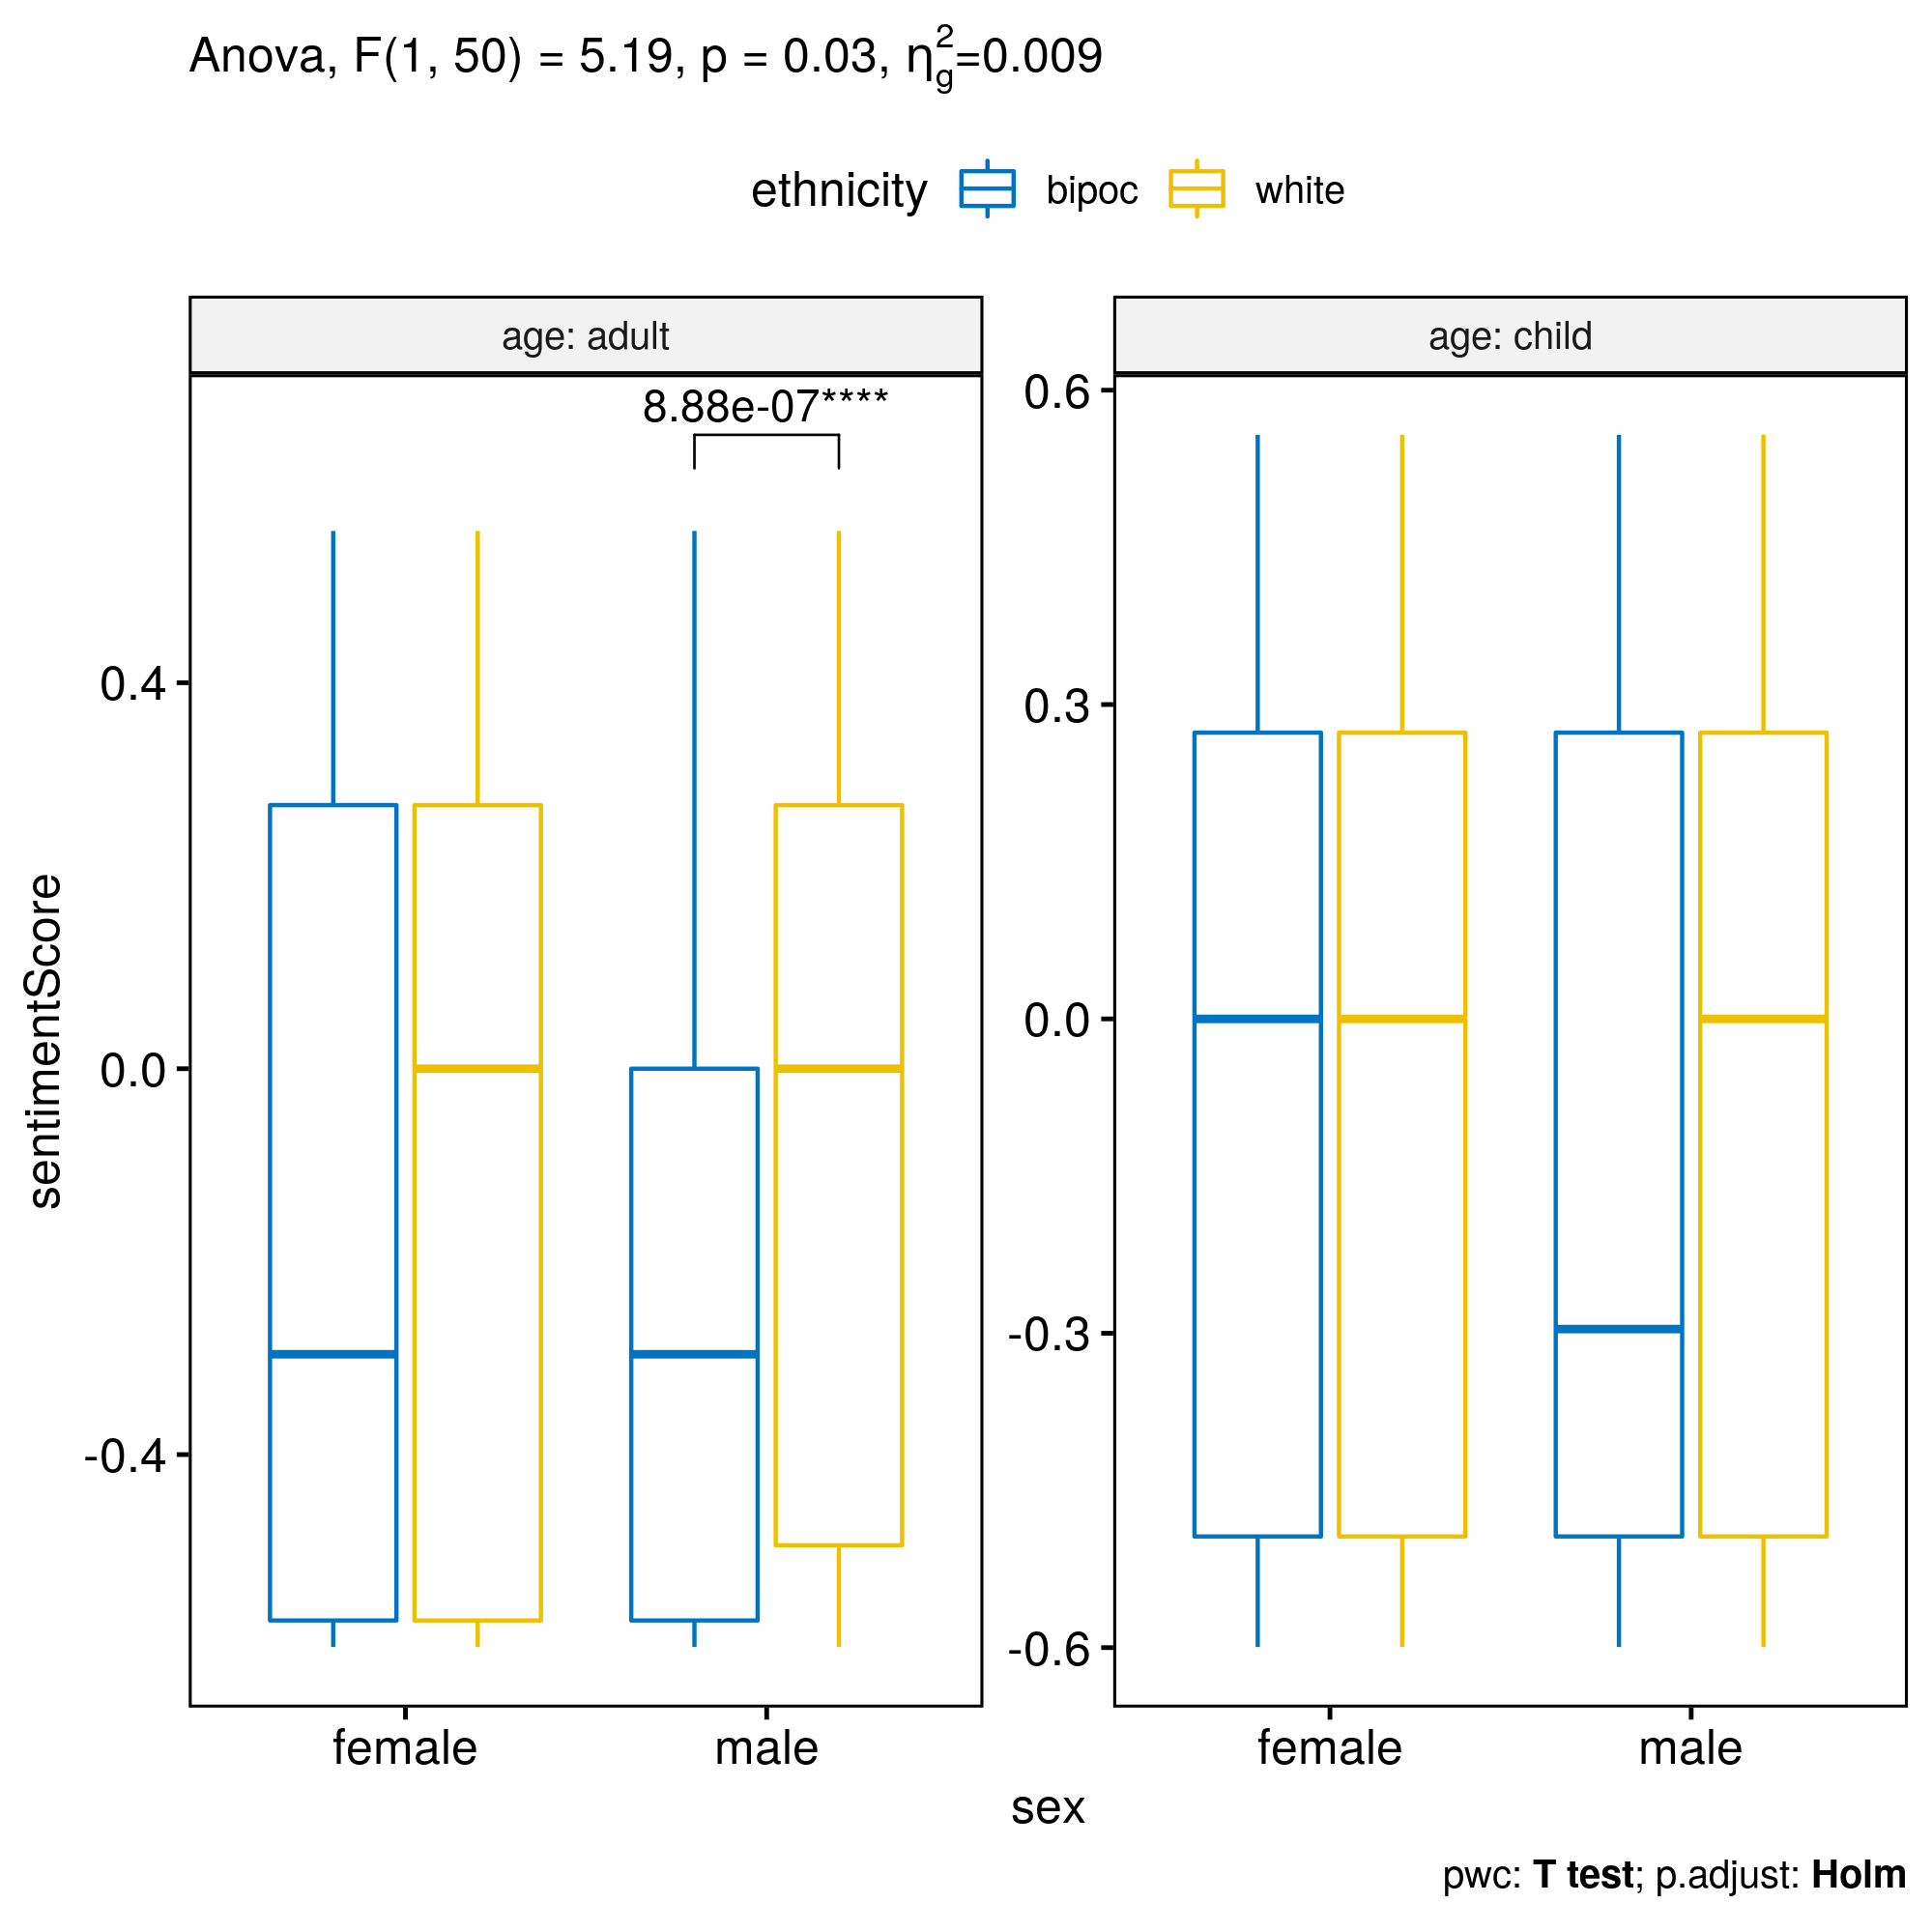 Anova, F(1, 50) = 5.19, p = 0.03, η²g=0.009
ethnicity bipoc white
age: adult
age: child
8.88e-07****
0.4
0.0
-0.4
0.6
0.3
0.0
-0.3
-0.6
sentimentScore
female male
female male
sex
pwc: T test; p.adjust: Holm